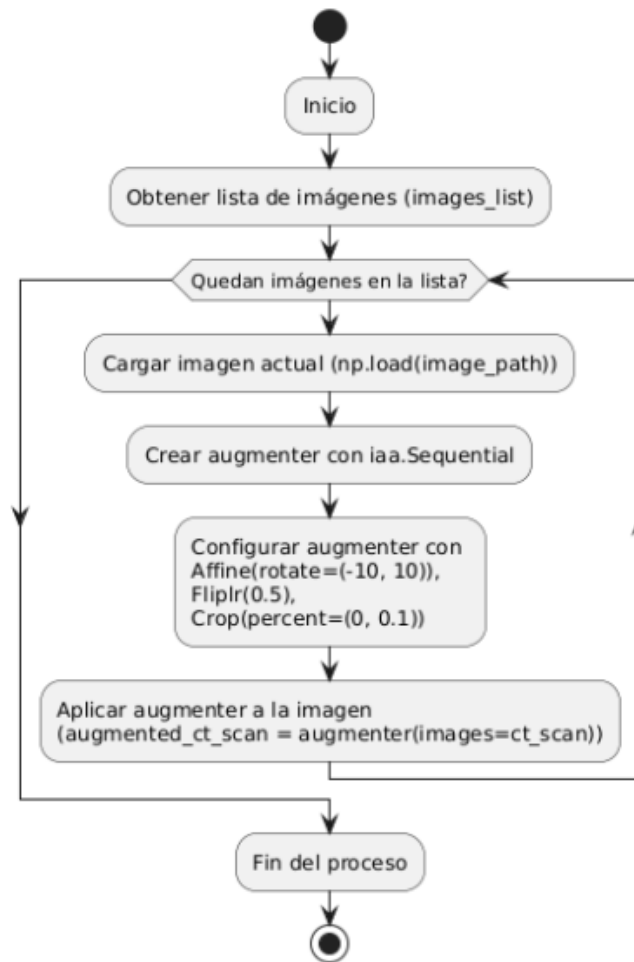 Inicio
Obtener lista de imágenes (images_list)
Quedan imágenes en la lista?
Cargar imagen actual (np.load(image_path))
Crear augmenter con iaa.Sequential
Configurar augmenter con
Affine(rotate=(-10, 10)),
Fliplr(0.5),
Crop(percent=(0, 0.1))
Aplicar augmenter a la imagen
(augmented_ct_scan = augmenter(images=ct_scan))
Fin del proceso